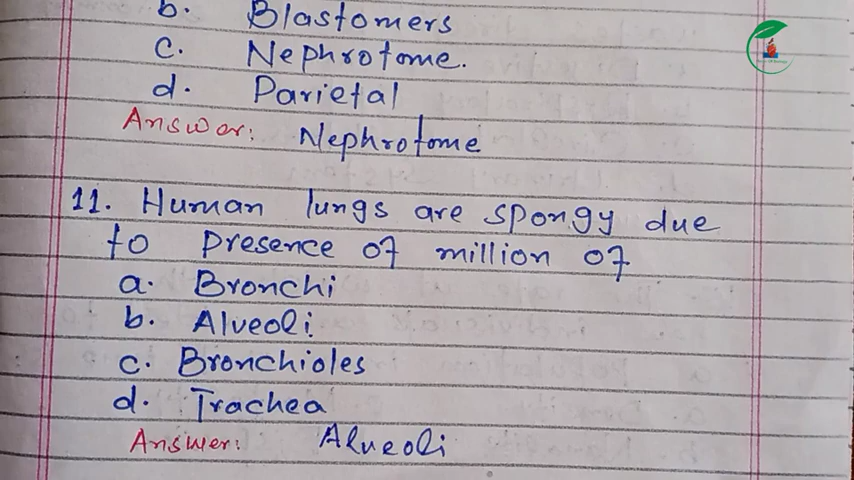 b. Blastomers
c. Nephrotome.
d. Parietal
Answer: Nephrotome
11. Human lungs are spongy due
to presence of million of
a. Bronchi
b. Alveoli
c. Bronchioles
d. Trachea
Answer: Alveoli